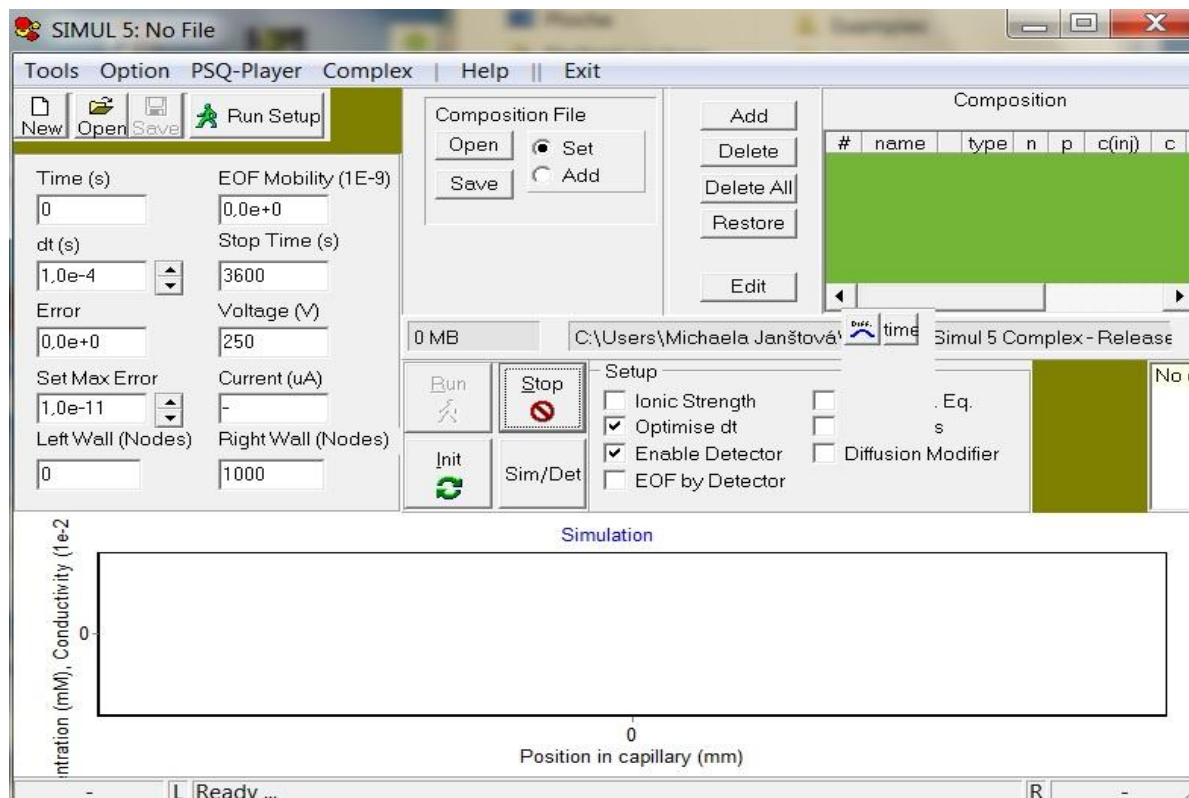 SIMUL 5: No File
Tools Option PSQ-Player Complex | Help || Exit
New Open Save Run Setup
Time (s) EOF Mobility (1E-9)
0 0,0e+0
dt (s) Stop Time (s)
1,0e-4 3600
Error Voltage (V)
0,0e+0 250
Set Max Error Current (uA)
1,0e-11 -
Left Wall (Nodes) Right Wall (Nodes)
0 1000
Composition File
Open Set
Save Add
Add
Delete
Delete All
Restore
Edit
Composition
# name type n p c(inj) c
0 MB C:\Users\Michaela Janštová\ Diff. time Simul 5 Complex - Release
Run Stop
Init Sim/Det
Setup
Ionic Strength . Eq.
Optimise dt s
Enable Detector Diffusion Modifier
EOF by Detector
No
Simulation
ntration (mM), Conductivity (1e-2
0
0
Position in capillary (mm)
- L Ready ... R -